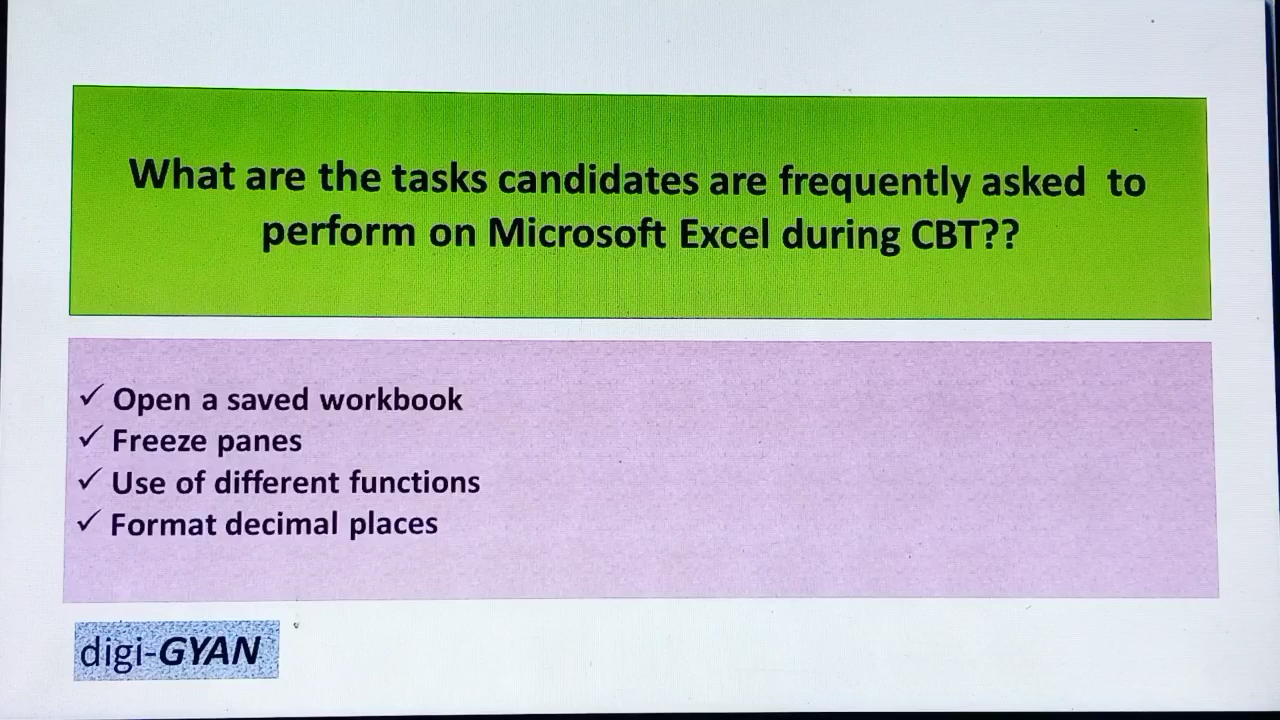 What are the tasks candidates are frequently asked  to
perform on Microsoft Excel during CBT??
✓ Open a saved workbook
✓ Freeze panes
✓ Use of different functions
✓ Format decimal places
digi-GYAN